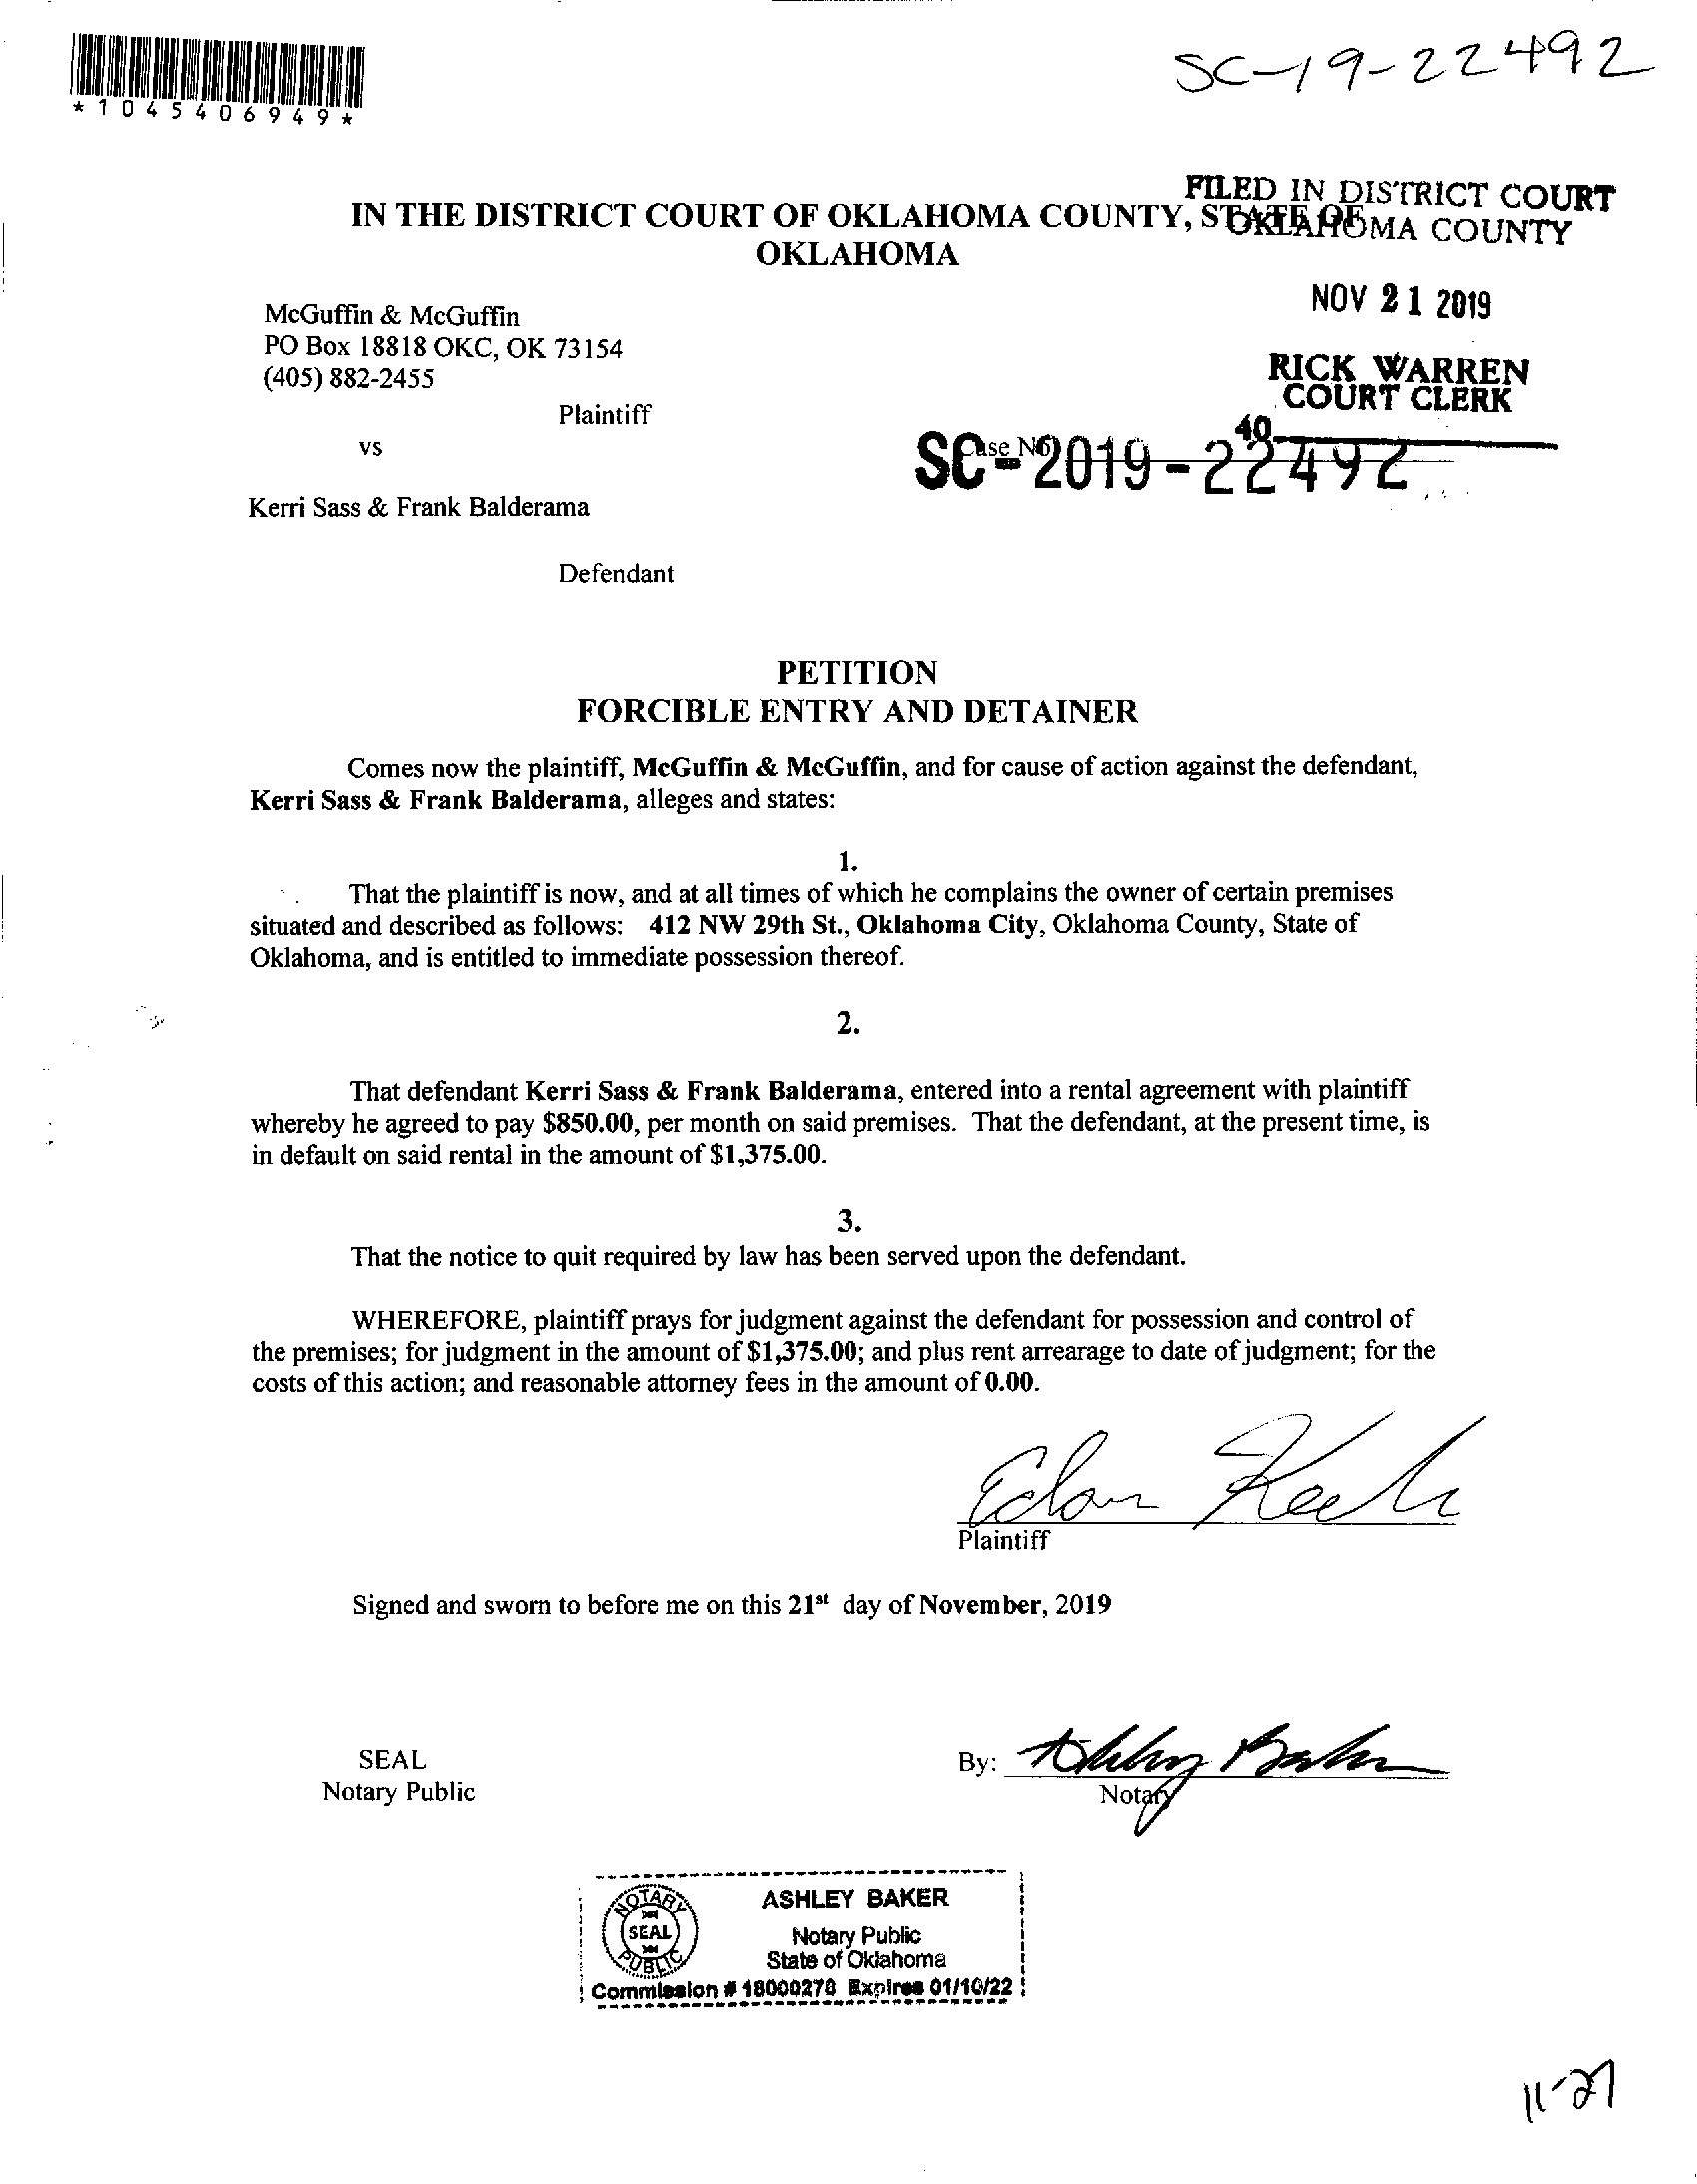 SC-19-22492
*1045406949*
FILED IN DISTRICT COURT
OKLAHOMA COUNTY
IN THE DISTRICT COURT OF OKLAHOMA COUNTY, STATE OF
OKLAHOMA
NOV 21 2019
McGuffin & McGuffin
PO Box 18818 OKC, OK 73154
(405) 882-2455
RICK WARREN
COURT CLERK
40
Plaintiff
vs
Case No
SC-2019-22492
Kerri Sass & Frank Balderama
Defendant
PETITION
FORCIBLE ENTRY AND DETAINER
Comes now the plaintiff, McGuffin & McGuffin, and for cause of action against the defendant,
Kerri Sass & Frank Balderama, alleges and states:
1.
That the plaintiff is now, and at all times of which he complains the owner of certain premises
situated and described as follows: 412 NW 29th St., Oklahoma City, Oklahoma County, State of
Oklahoma, and is entitled to immediate possession thereof.
2.
That defendant Kerri Sass & Frank Balderama, entered into a rental agreement with plaintiff
whereby he agreed to pay $850.00, per month on said premises. That the defendant, at the present time, is
in default on said rental in the amount of $1,375.00.
3.
That the notice to quit required by law has been served upon the defendant.
WHEREFORE, plaintiff prays for judgment against the defendant for possession and control of
the premises; for judgment in the amount of $1,375.00; and plus rent arrearage to date of judgment; for the
costs of this action; and reasonable attorney fees in the amount of 0.00.
Plaintiff
Signed and sworn to before me on this 21st day of November, 2019
SEAL
Notary Public
By: Ashley Baker
Notary
NOTARY
SEAL
PUBLIC
ASHLEY BAKER
Notary Public
State of Oklahoma
Commission # 18000278 Expires 01/10/22
11-27